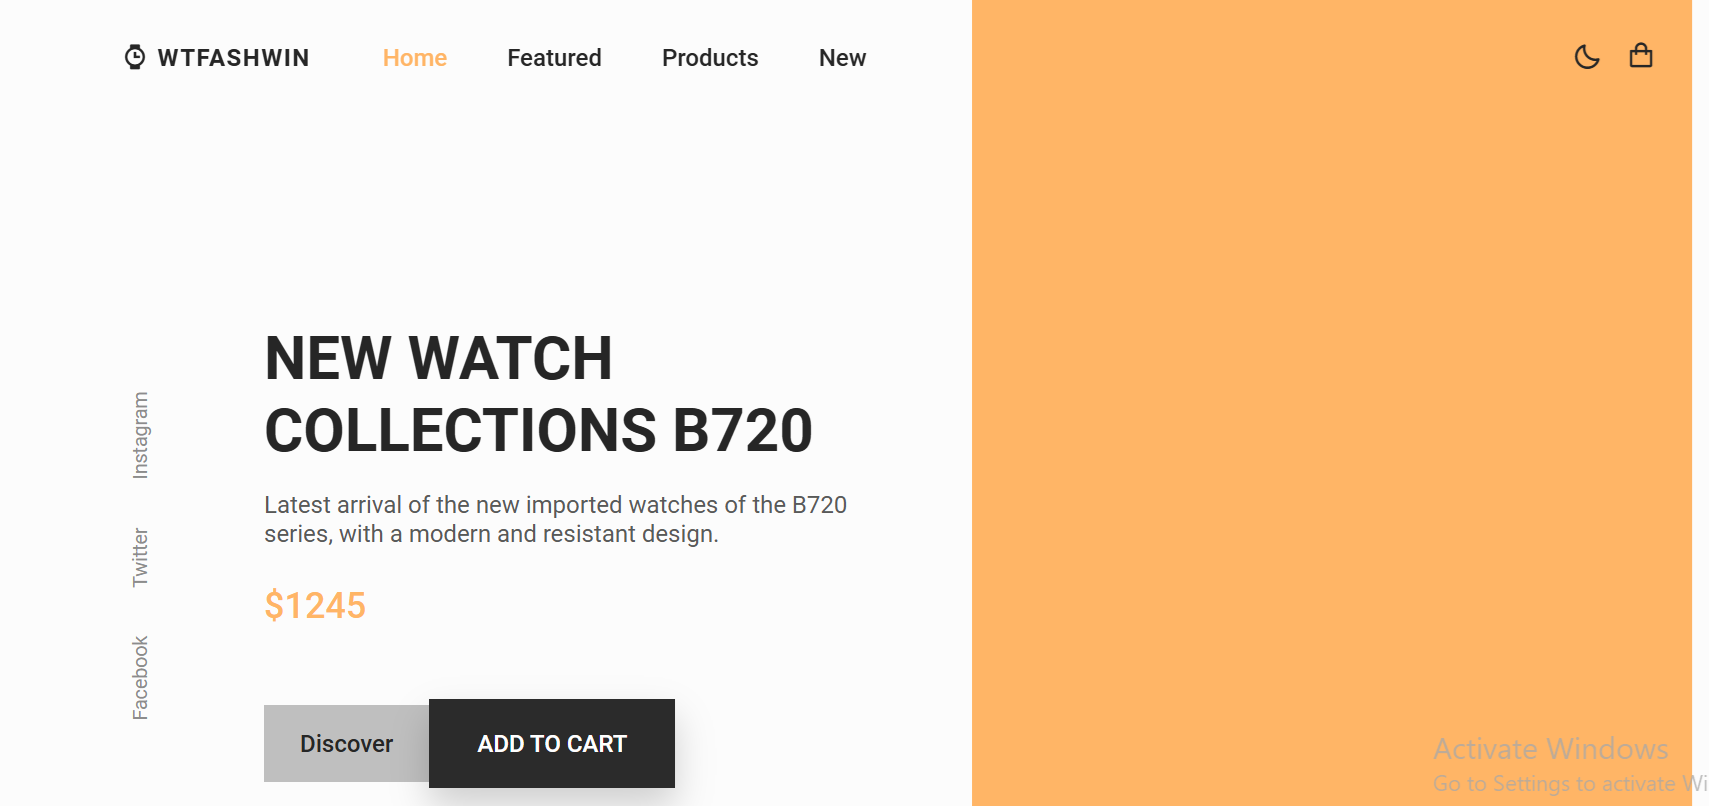 WTFASHWIN
Home
Featured
Products
New
NEW WATCH
COLLECTIONS B720
Latest arrival of the new imported watches of the B720
series, with a modern and resistant design.
$1245
Instagram
Twitter
Facebook
Discover
ADD TO CART
Activate Windows
Go to Settings to activate Wi